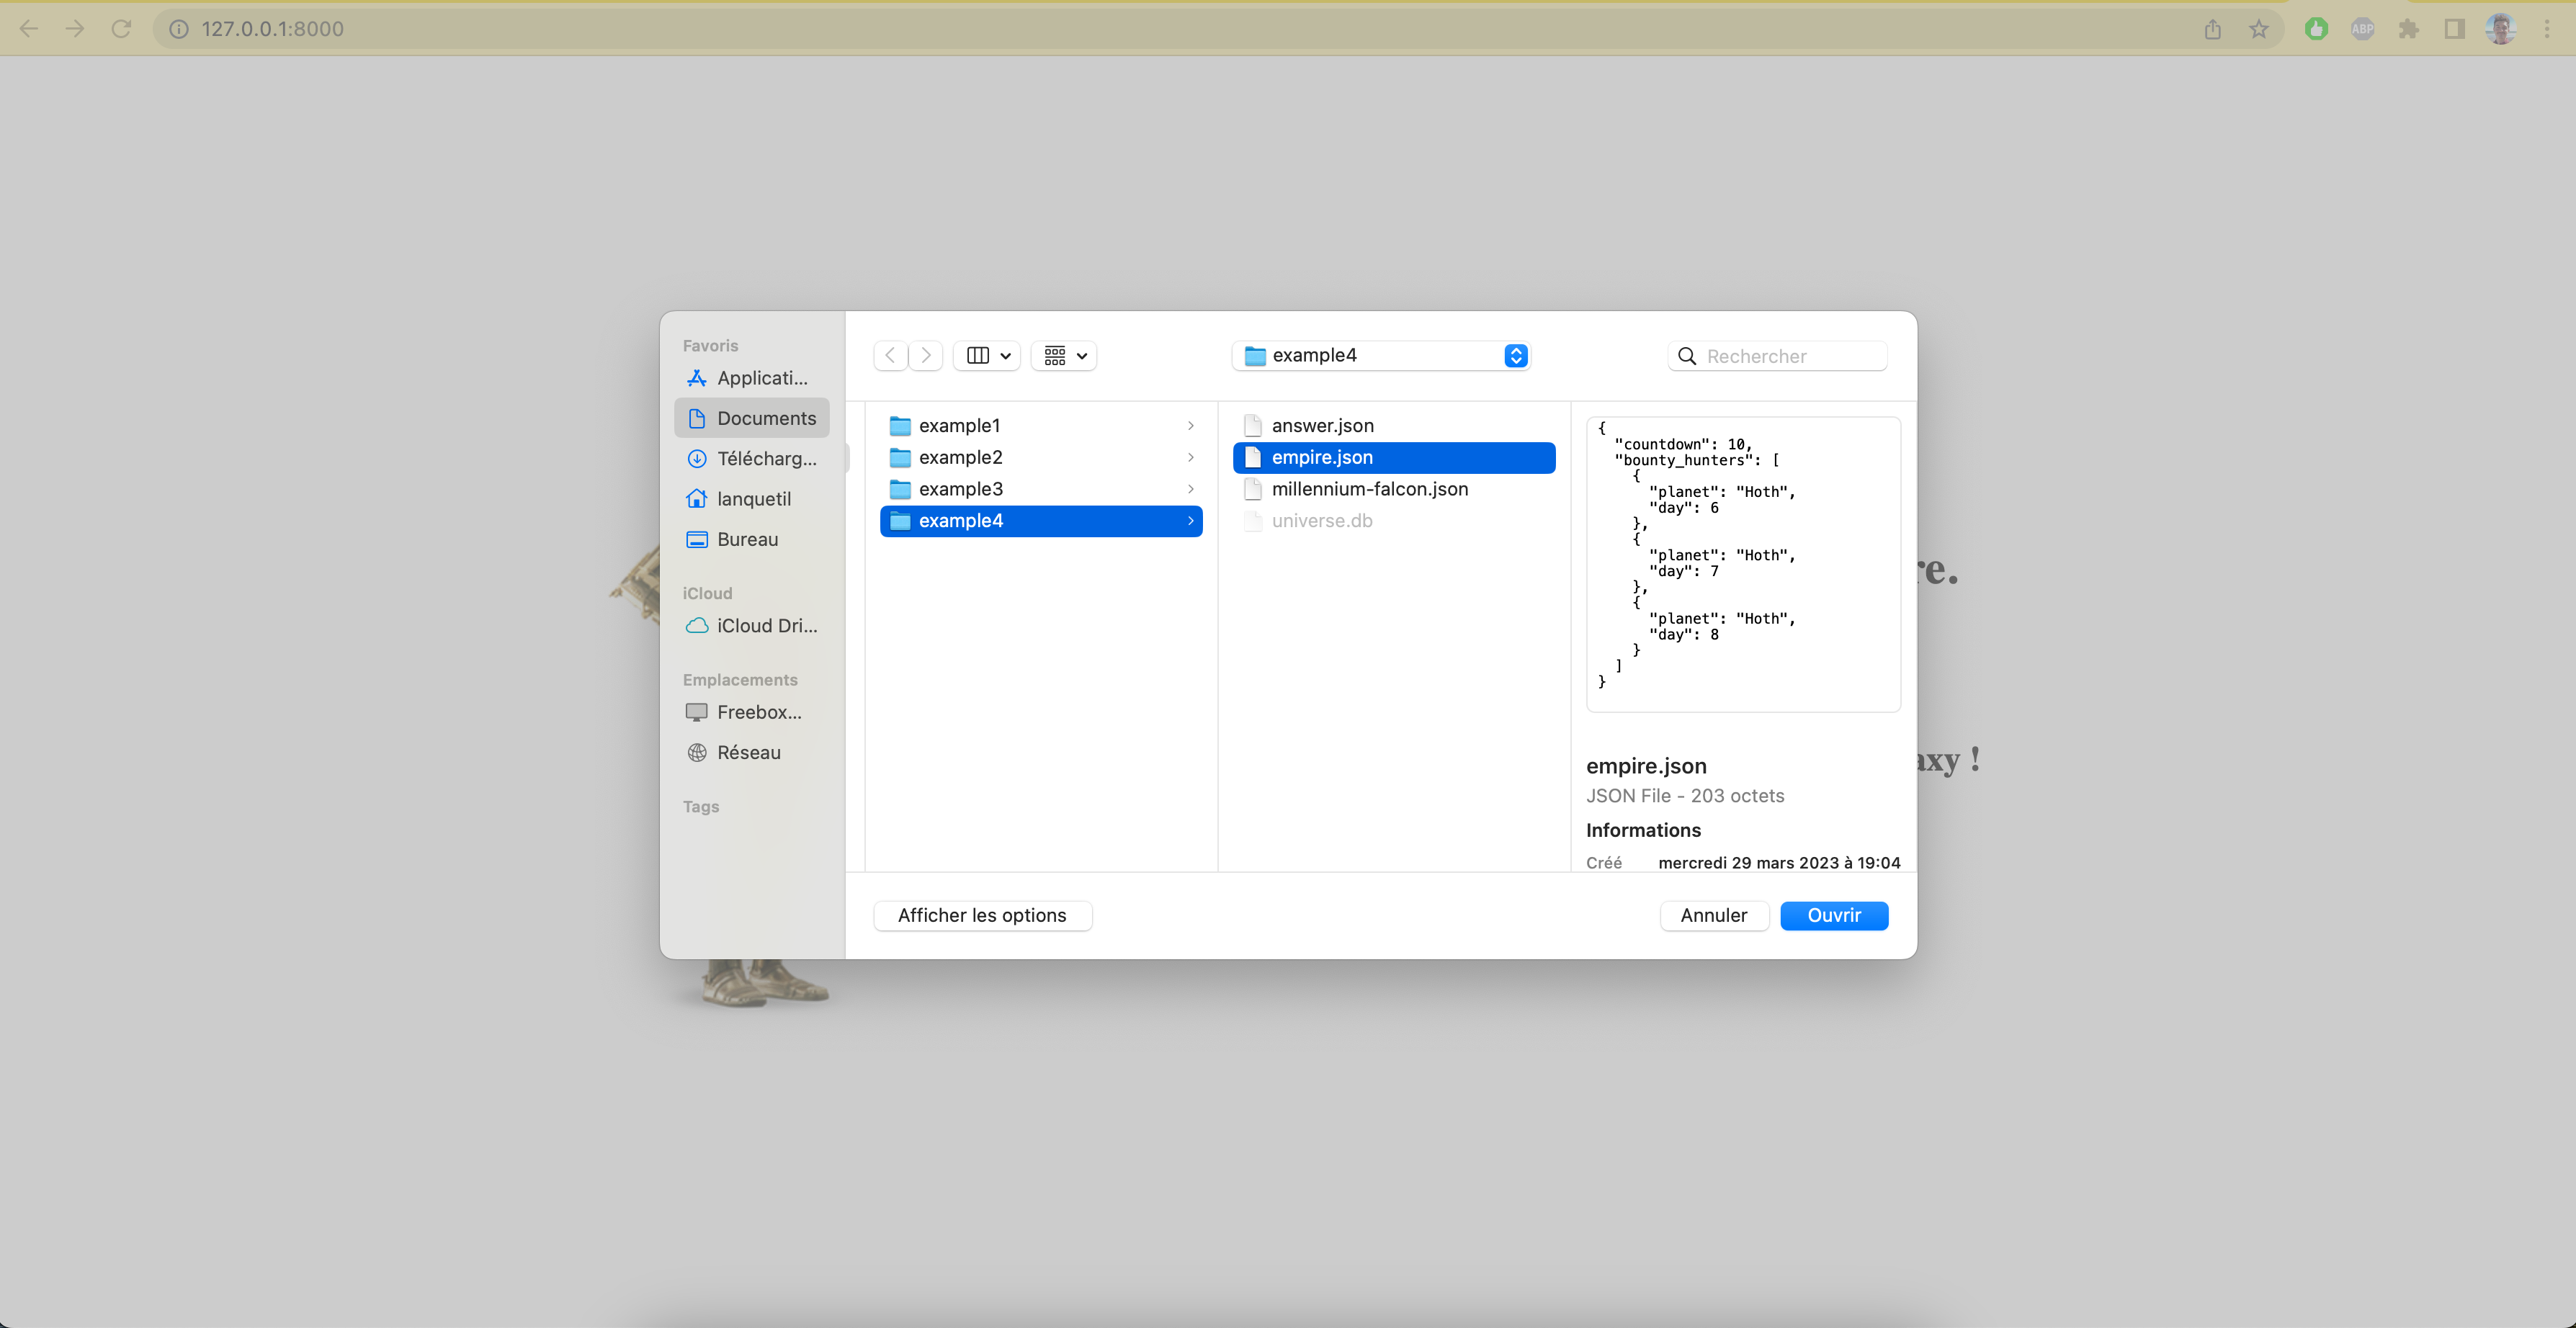 127.0.0.1:8000
ABP
Favoris
Applicati...
Documents
Télécharg...
lanquetil
Bureau
iCloud
iCloud Dri...
Emplacements
Freebox...
Réseau
Tags
example4
Rechercher
example1
example2
example3
example4
answer.json
empire.json
millennium-falcon.json
universe.db
{
"countdown": 10,
"bounty_hunters": [
{
"planet": "Hoth",
"day": 6
},
{
"planet": "Hoth",
"day": 7
},
{
"planet": "Hoth",
"day": 8
}
]
}
empire.json
JSON File - 203 octets
Informations
Créé mercredi 29 mars 2023 à 19:04
Afficher les options
Annuler
Ouvrir
re.
axy !